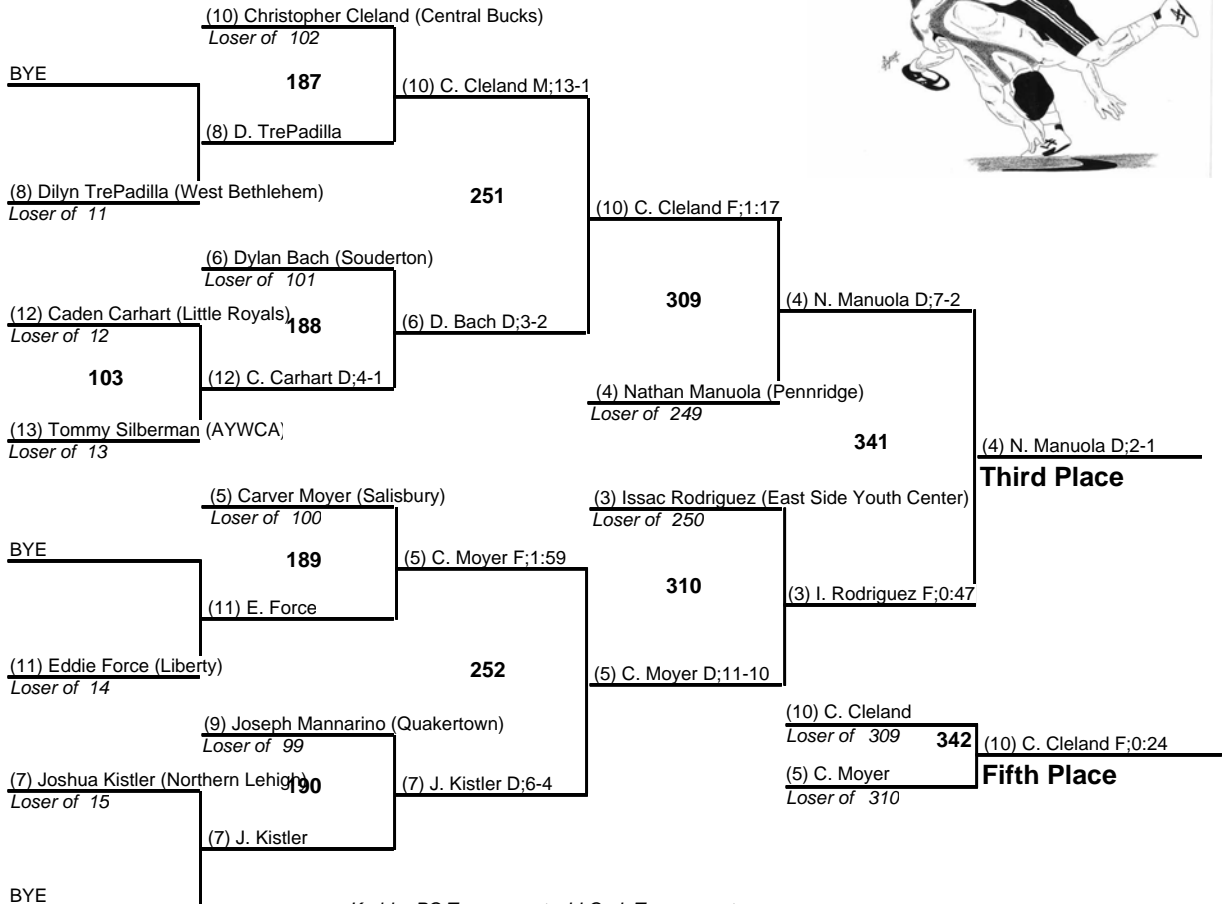 (10) Christopher Cleland (Central Bucks)
Loser of 102
BYE
187
(10) C. Cleland M;13-1
(8) D. TrePadilla
(8) Dilyn TrePadilla (West Bethlehem)
Loser of 11
251
(10) C. Cleland F;1:17
(6) Dylan Bach (Souderton)
Loser of 101
(12) Caden Carhart (Little Royals)
Loser of 12
188
(6) D. Bach D;3-2
309
(4) N. Manuola D;7-2
103
(12) C. Carhart D;4-1
(4) Nathan Manuola (Pennridge)
Loser of 249
(13) Tommy Silberman (AYWCA)
Loser of 13
341
(4) N. Manuola D;2-1
Third Place
(5) Carver Moyer (Salisbury)
Loser of 100
(3) Issac Rodriguez (East Side Youth Center)
Loser of 250
BYE
189
(5) C. Moyer F;1:59
310
(3) I. Rodriguez F;0:47
(11) E. Force
(11) Eddie Force (Liberty)
Loser of 14
252
(5) C. Moyer D;11-10
(10) C. Cleland
Loser of 309
342
(10) C. Cleland F;0:24
Fifth Place
(5) C. Moyer
Loser of 310
(9) Joseph Mannarino (Quakertown)
Loser of 99
(7) Joshua Kistler (Northern Lehigh)
Loser of 15
190
(7) J. Kistler D;6-4
(7) J. Kistler
BYE